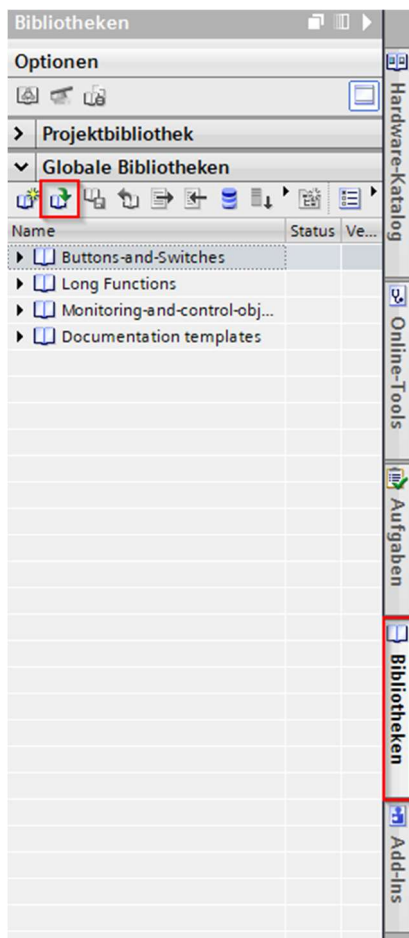 Bibliotheken
Optionen
Projektbibliothek
Globale Bibliotheken
Name Status Ve...
Buttons-and-Switches
Long Functions
Monitoring-and-control-obj...
Documentation templates
Hardware-Katalog
Online-Tools
Aufgaben
Bibliotheken
Add-Ins